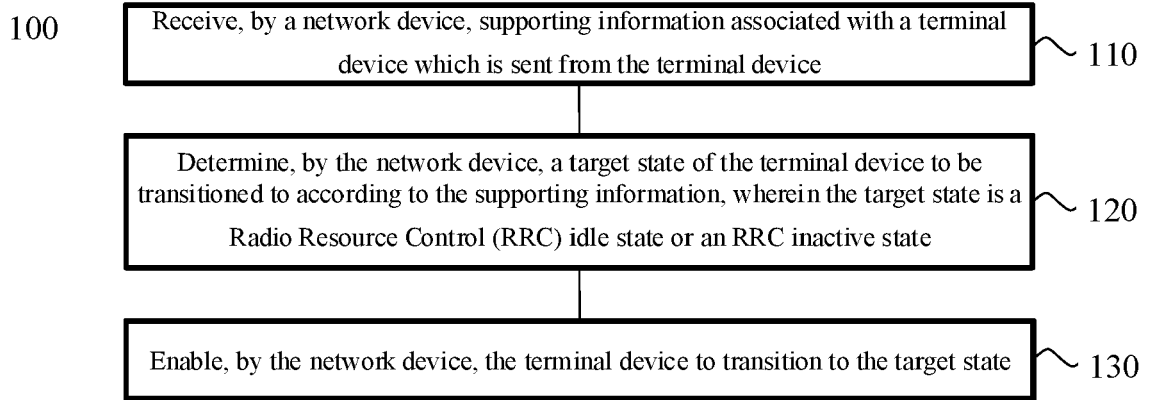 100
Receive, by a network device, supporting information associated with a terminal
device which is sent from the terminal device
110
Determine, by the network device, a target state of the terminal device to be
transitioned to according to the supporting information, wherein the target state is a
Radio Resource Control (RRC) idle state or an RRC inactive state
120
Enable, by the network device, the terminal device to transition to the target state
130